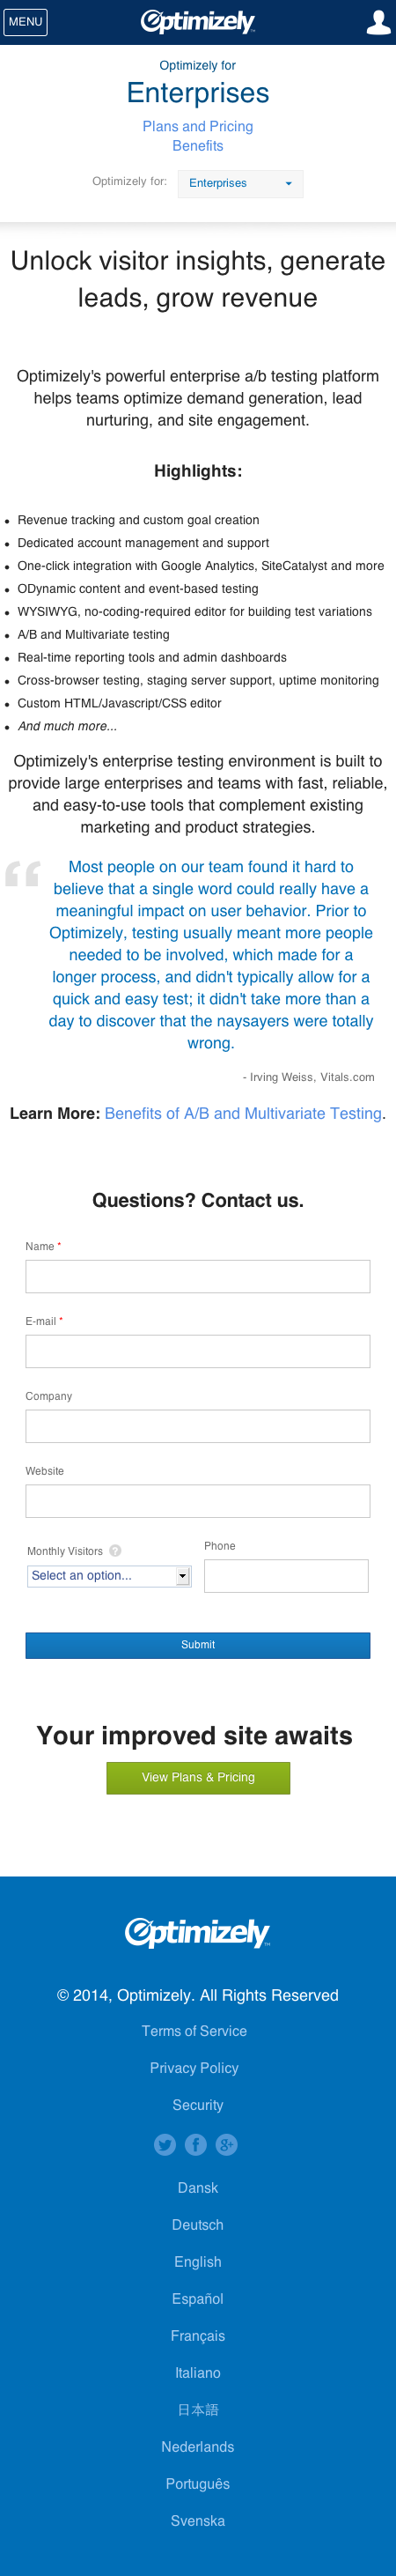 MENU
Optimizely
Optimizely for
Enterprises
Plans and Pricing
Benefits
Optimizely for:
Enterprises
Unlock visitor insights, generate
leads, grow revenue
Optimizely's powerful enterprise a/b testing platform
helps teams optimize demand generation, lead
nurturing, and site engagement.
Highlights:
Revenue tracking and custom goal creation
Dedicated account management and support
One-click integration with Google Analytics, SiteCatalyst and more
ODynamic content and event-based testing
WYSIWYG, no-coding-required editor for building test variations
A/B and Multivariate testing
Real-time reporting tools and admin dashboards
Cross-browser testing, staging server support, uptime monitoring
Custom HTML/Javascript/CSS editor
And much more...
Optimizely's enterprise testing environment is built to
provide large enterprises and teams with fast, reliable,
and easy-to-use tools that complement existing
marketing and product strategies.
“
Most people on our team found it hard to
believe that a single word could really have a
meaningful impact on user behavior. Prior to
Optimizely, testing usually meant more people
needed to be involved, which made for a
longer process, and didn't typically allow for a
quick and easy test; it didn't take more than a
day to discover that the naysayers were totally
wrong.
- Irving Weiss, Vitals.com
Learn More: Benefits of A/B and Multivariate Testing.
Questions? Contact us.
Name *
E-mail *
Company
Website
Monthly Visitors ?
Select an option...
Phone
Submit
Your improved site awaits
View Plans & Pricing
Optimizely
© 2014, Optimizely. All Rights Reserved
Terms of Service
Privacy Policy
Security
Dansk
Deutsch
English
Español
Français
Italiano
日本語
Nederlands
Português
Svenska